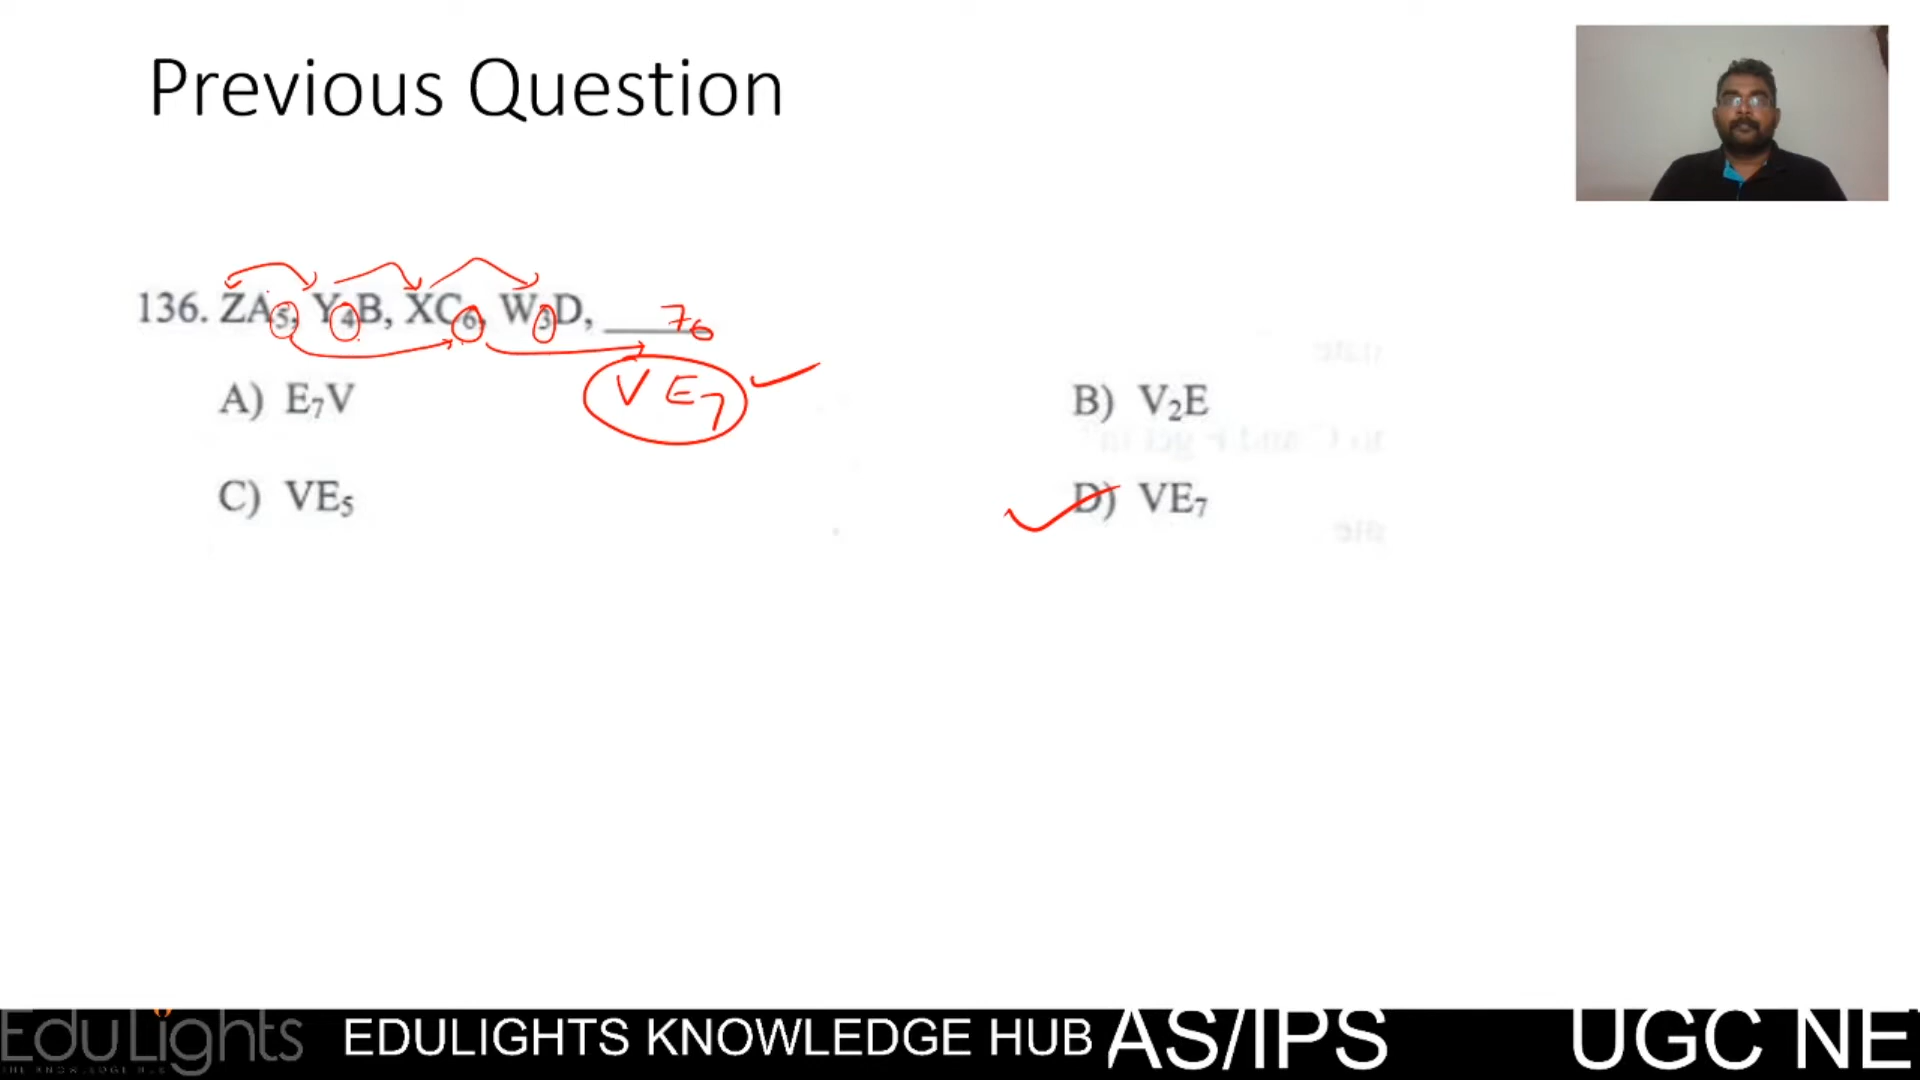 Previous Question
136. ZA₅, Y₄B, XC₆, W₃D, ____ 76
V E 7
A) E₇V
B) V₂E
C) VE₅
D) VE₇
EduLights EDULIGHTS KNOWLEDGE HUB AS/IPS UGC NE